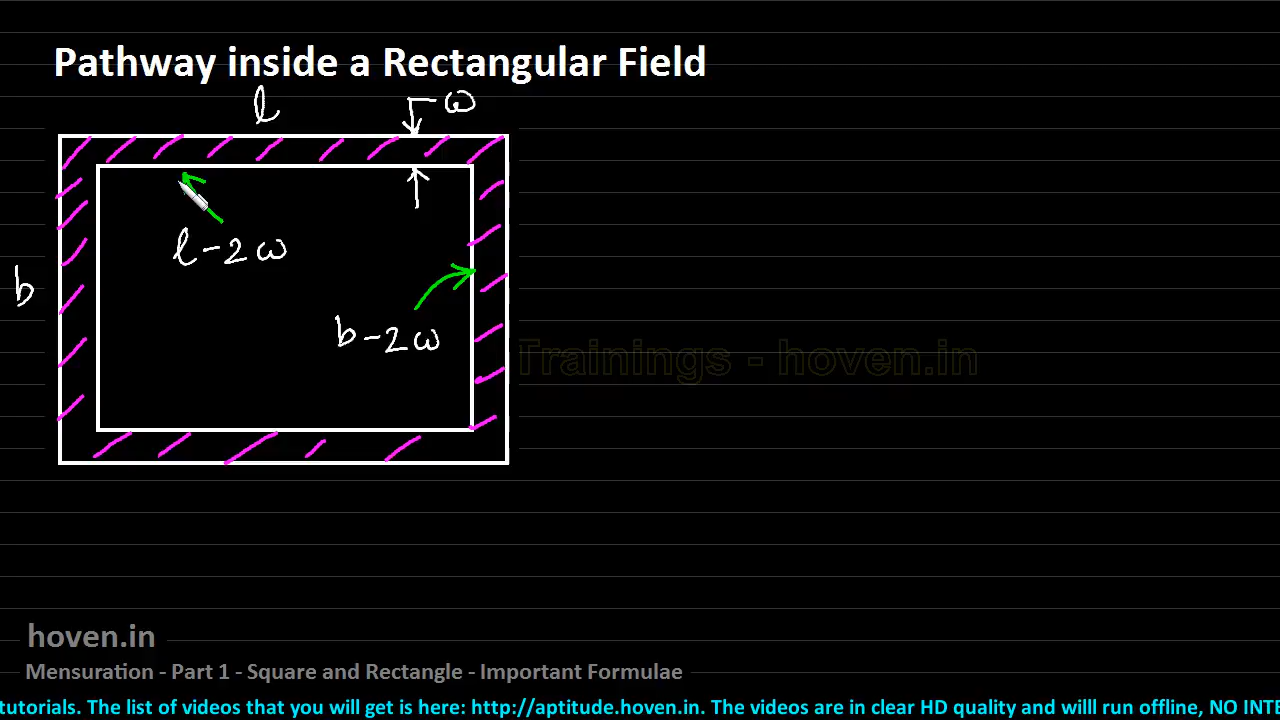 Pathway inside a Rectangular Field
l
ω
l - 2ω
b
b - 2ω
Trainings - hoven.in
hoven.in
Mensuration - Part 1 - Square and Rectangle - Important Formulae
tutorials. The list of videos that you will get is here: http://aptitude.hoven.in. The videos are in clear HD quality and willl run offline, NO INTE